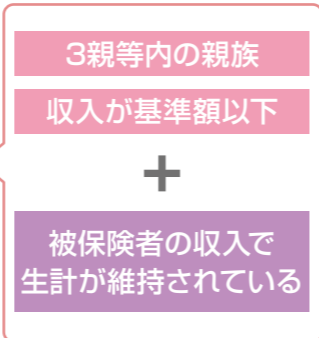 3親等内の親族
収入が基準額以下
+
被保険者の収入で
生計が維持されている